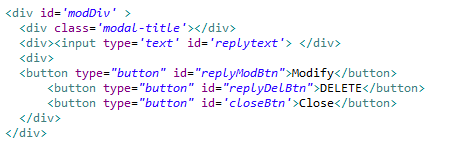 <div id='modDiv' >
<div class='modal-title'></div>
<div><input type='text' id='replytext'> </div>
<div>
<button type="button" id="replyModBtn">Modify</button>
<button type="button" id="replyDelBtn">DELETE</button>
<button type="button" id='closeBtn'>Close</button>
</div>
</div>